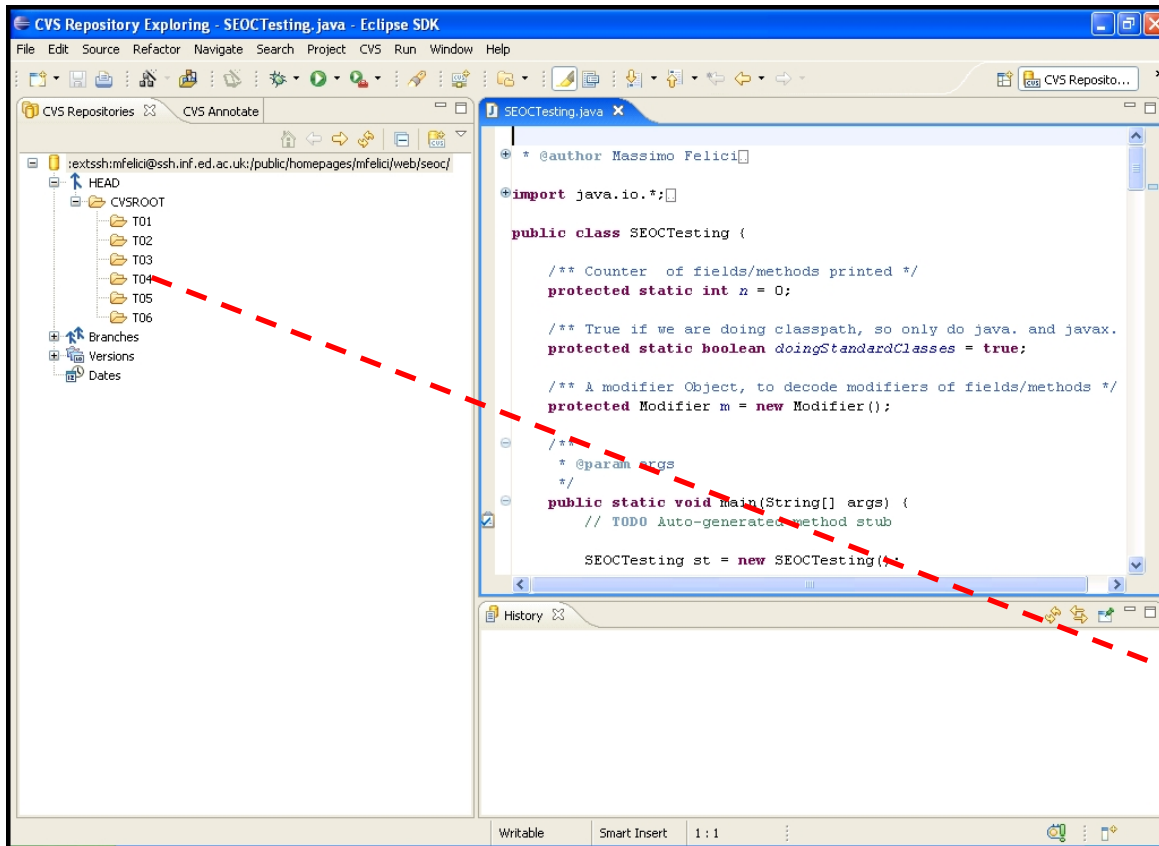 CVS Repository Exploring - SEOCTesting.java - Eclipse SDK
File Edit Source Refactor Navigate Search Project CVS Run Window Help
CVS Reposito...
CVS Repositories CVS Annotate
:extssh:mfelici@ssh.inf.ed.ac.uk:/public/homepages/mfelici/web/seoc/
HEAD
CVSROOT
T01
T02
T03
T04
T05
T06
Branches
Versions
Dates
SEOCTesting.java
* @author Massimo Felici
import java.io.*;
public class SEOCTesting {
/** Counter  of fields/methods printed */
protected static int n = 0;
/** True if we are doing classpath, so only do java. and javax.
protected static boolean doingStandardClasses = true;
/** A modifier Object, to decode modifiers of fields/methods */
protected Modifier m = new Modifier();
/**
* @param args
*/
public static void main(String[] args) {
// TODO Auto-generated method stub
SEOCTesting st = new SEOCTesting();
History
Writable Smart Insert 1 : 1